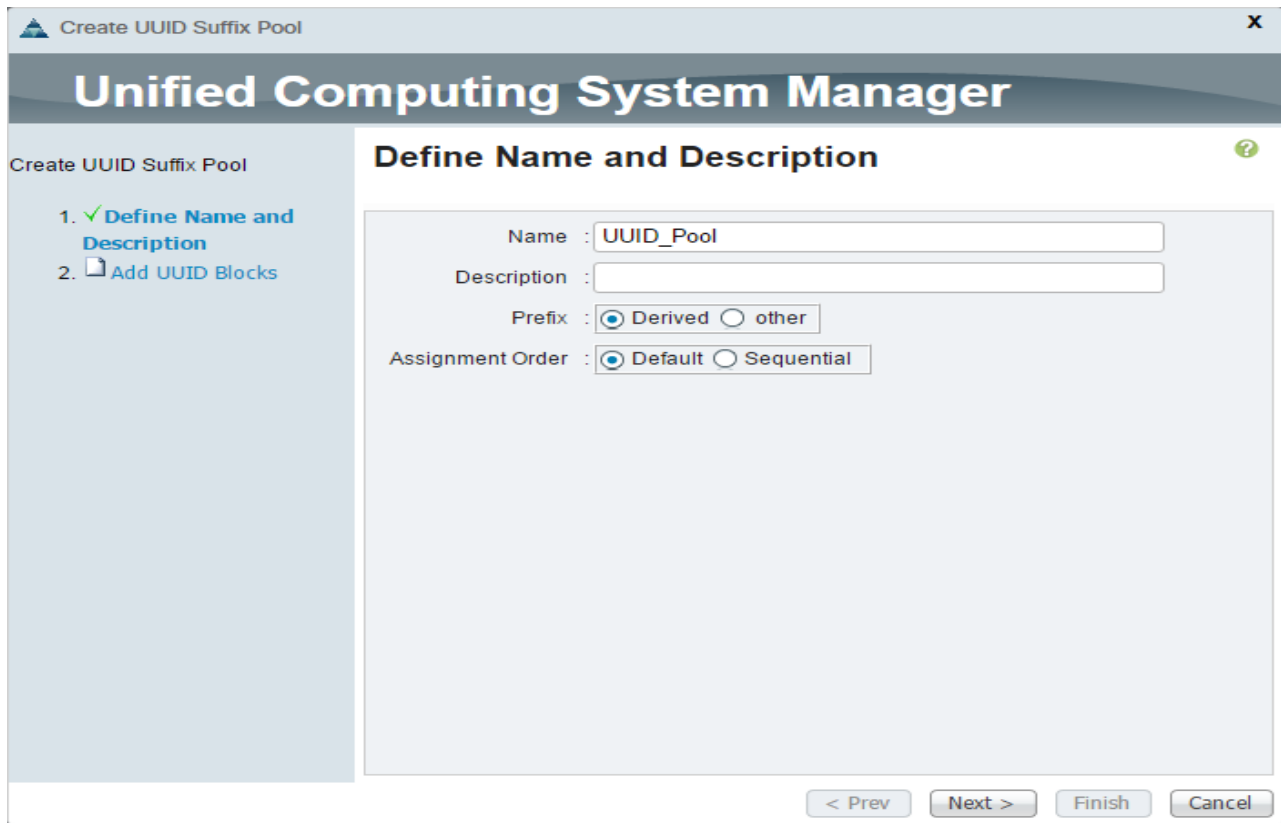 Create UUID Suffix Pool
X
Unified Computing System Manager
Create UUID Suffix Pool
1. Define Name and
Description
2. Add UUID Blocks
Define Name and Description
?
Name : UUID_Pool
Description :
Prefix : Derived other
Assignment Order : Default Sequential
< Prev Next > Finish Cancel